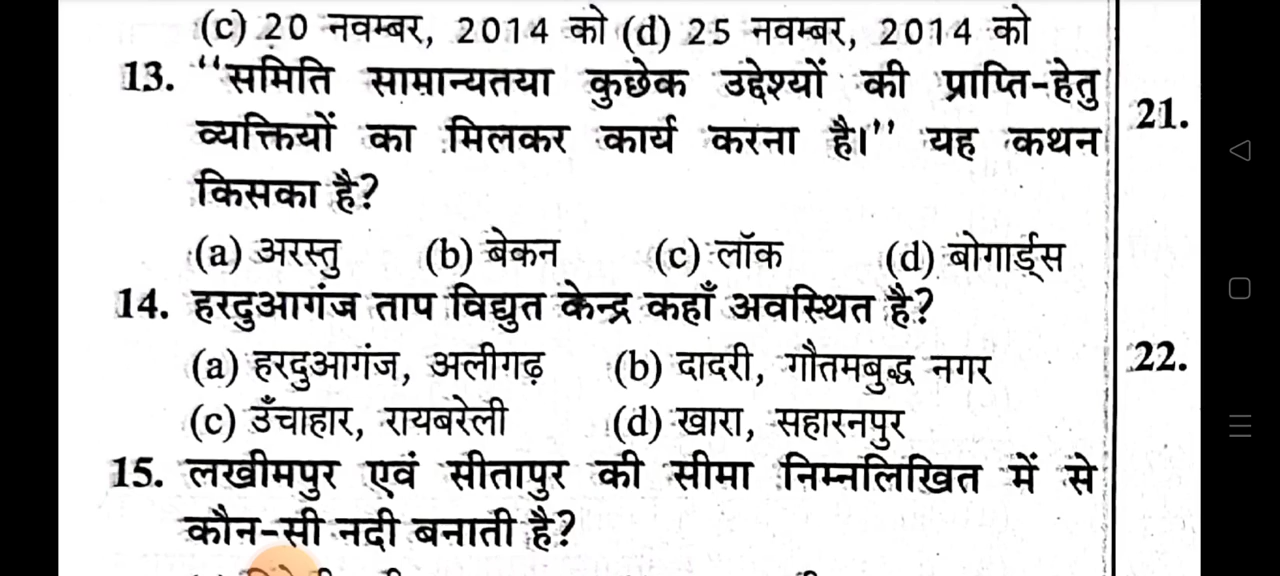 (c) 20 नवम्बर, 2014 को (d) 25 नवम्बर, 2014 को
13. “समिति सामान्यतया कुछेक उद्देश्यों की प्राप्ति-हेतु
व्यक्तियों का मिलकर कार्य करना है।” यह कथन
किसका है?
(a) अरस्तु (b) बेकन (c) लॉक (d) बोगार्ड्स
14. हरदुआगंज ताप विद्युत केन्द्र कहाँ अवस्थित है?
(a) हरदुआगंज, अलीगढ़ (b) दादरी, गौतमबुद्ध नगर
(c) उँचाहार, रायबरेली (d) खारा, सहारनपुर
15. लखीमपुर एवं सीतापुर की सीमा निम्नलिखित में से
कौन-सी नदी बनाती है?
21.
22.